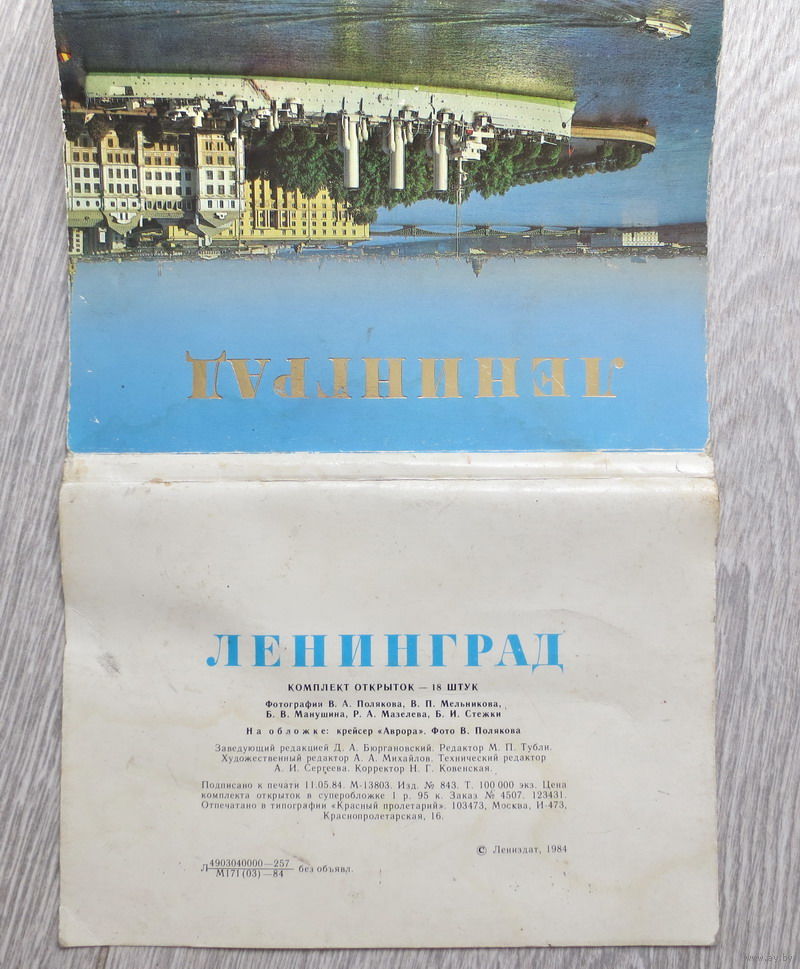 ЛЕНИНГРАД
ЛЕНИНГРАД
КОМПЛЕКТ ОТКРЫТОК — 18 ШТУК
Фотографии В. А. Полякова, В. П. Мельникова,
Б. В. Манушина, Р. А. Мазелева, Б. И. Стежки
На обложке: крейсер «Аврора». Фото В. Полякова
Заведующий редакцией Д. А. Бюргановский. Редактор М. П. Тубли.
Художественный редактор А. А. Михайлов. Технический редактор
А. И. Сергеева. Корректор Н. Г. Ковенская.
Подписано к печати 11.05.84. М-13803. Изд. № 843. Т. 100 000 экз. Цена
комплекта открыток в суперобложке 1 р. 95 к. Заказ № 4507. 123431.
Отпечатано в типографии «Красный пролетарий». 103473, Москва, И-473,
Краснопролетарская, 16.
© Лениздат, 1984
Л 4903040000—257
М171(03)—84 без объявл.
www.ay.by